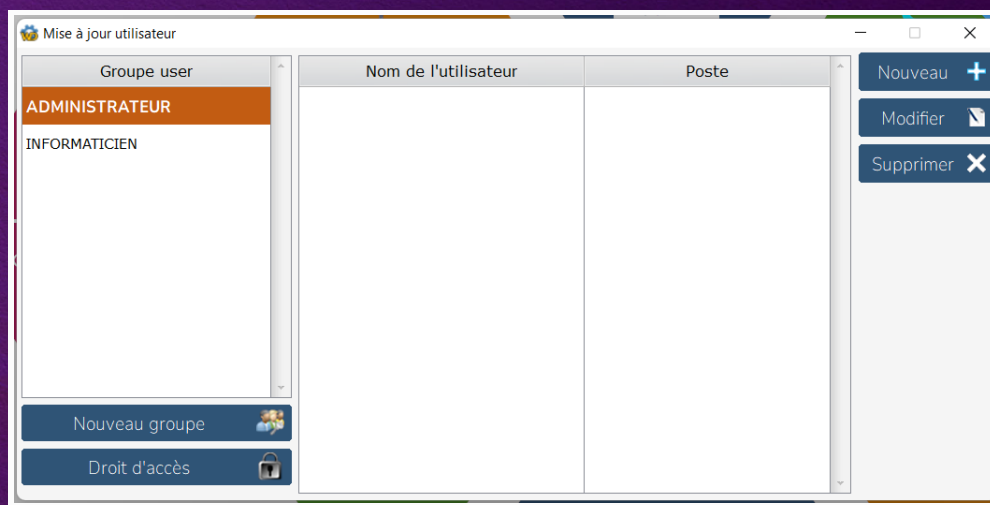 Mise à jour utilisateur
Groupe user
Nom de l'utilisateur
Poste
Nouveau
ADMINISTRATEUR
Modifier
INFORMATICIEN
Supprimer
Nouveau groupe
Droit d'accès